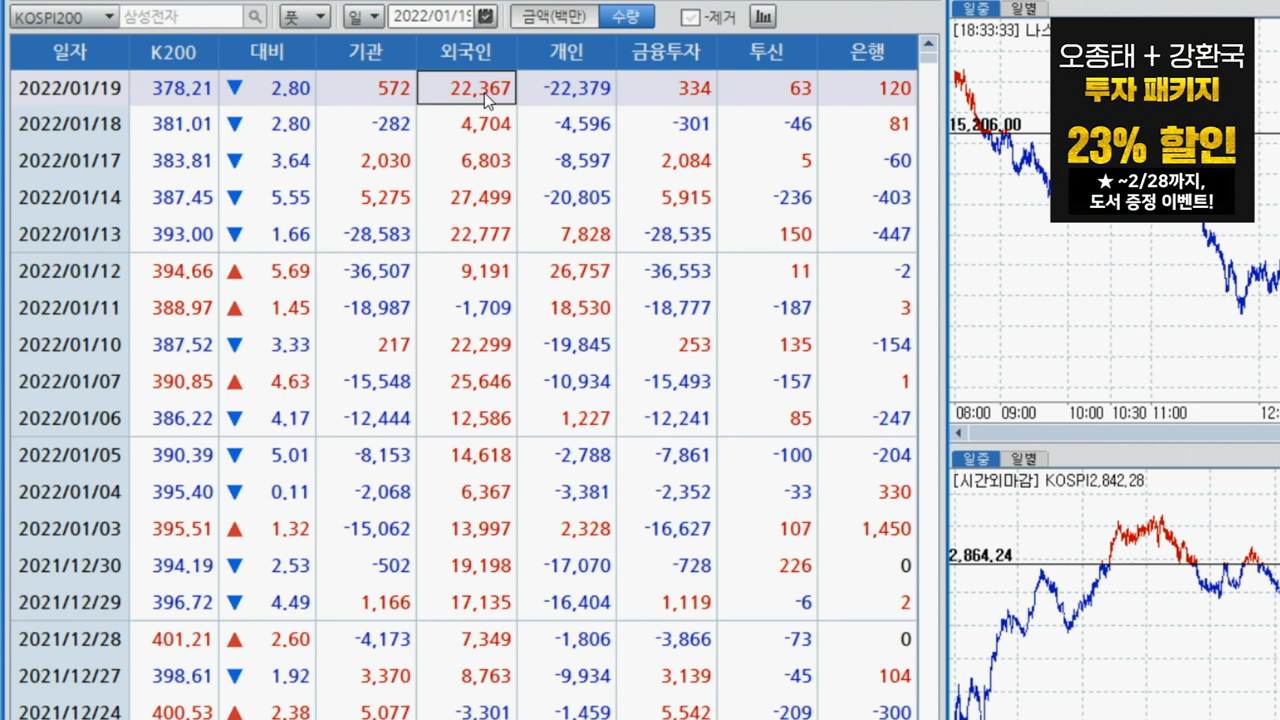 KOSPI200 삼성전자 풋 일 2022/01/19 금액(백만) 수량 -제거
일자 K200 대비 기관 외국인 개인 금융투자 투신 은행
2022/01/19 378.21 ▼ 2.80 572 22,367 -22,379 334 63 120
2022/01/18 381.01 ▼ 2.80 -282 4,704 -4,596 -301 -46 81
2022/01/17 383.81 ▼ 3.64 2,030 6,803 -8,597 2,084 5 -60
2022/01/14 387.45 ▼ 5.55 5,275 27,499 -20,805 5,915 -236 -403
2022/01/13 393.00 ▼ 1.66 -28,583 22,777 7,828 -28,535 150 -447
2022/01/12 394.66 ▲ 5.69 -36,507 9,191 26,757 -36,553 11 -2
2022/01/11 388.97 ▲ 1.45 -18,987 -1,709 18,530 -18,777 -187 3
2022/01/10 387.52 ▼ 3.33 217 22,299 -19,845 253 135 -154
2022/01/07 390.85 ▲ 4.63 -15,548 25,646 -10,934 -15,493 -157 1
2022/01/06 386.22 ▼ 4.17 -12,444 12,586 1,227 -12,241 85 -247
2022/01/05 390.39 ▼ 5.01 -8,153 14,618 -2,788 -7,861 -100 -204
2022/01/04 395.40 ▼ 0.11 -2,068 6,367 -3,381 -2,352 -33 330
2022/01/03 395.51 ▲ 1.32 -15,062 13,997 2,328 -16,627 107 1,450
2021/12/30 394.19 ▼ 2.53 -502 19,198 -17,070 -728 226 0
2021/12/29 396.72 ▼ 4.49 1,166 17,135 -16,404 1,119 -6 2
2021/12/28 401.21 ▲ 2.60 -4,173 7,349 -1,806 -3,866 -73 0
2021/12/27 398.61 ▼ 1.92 3,370 8,763 -9,934 3,139 -45 104
2021/12/24 400.53 ▲ 2.38 5,077 -3,301 -1,459 5,542 -209 -300
일중 일별
[18:33:33] 나스
15,206.00
08:00 09:00 10:00 10:30 11:00 12:
오종태 + 강환국
투자 패키지
23% 할인
★ ~2/28까지,
도서 증정 이벤트!
일중 일별
[시간외마감] KOSPI2,842.28
2,864.24